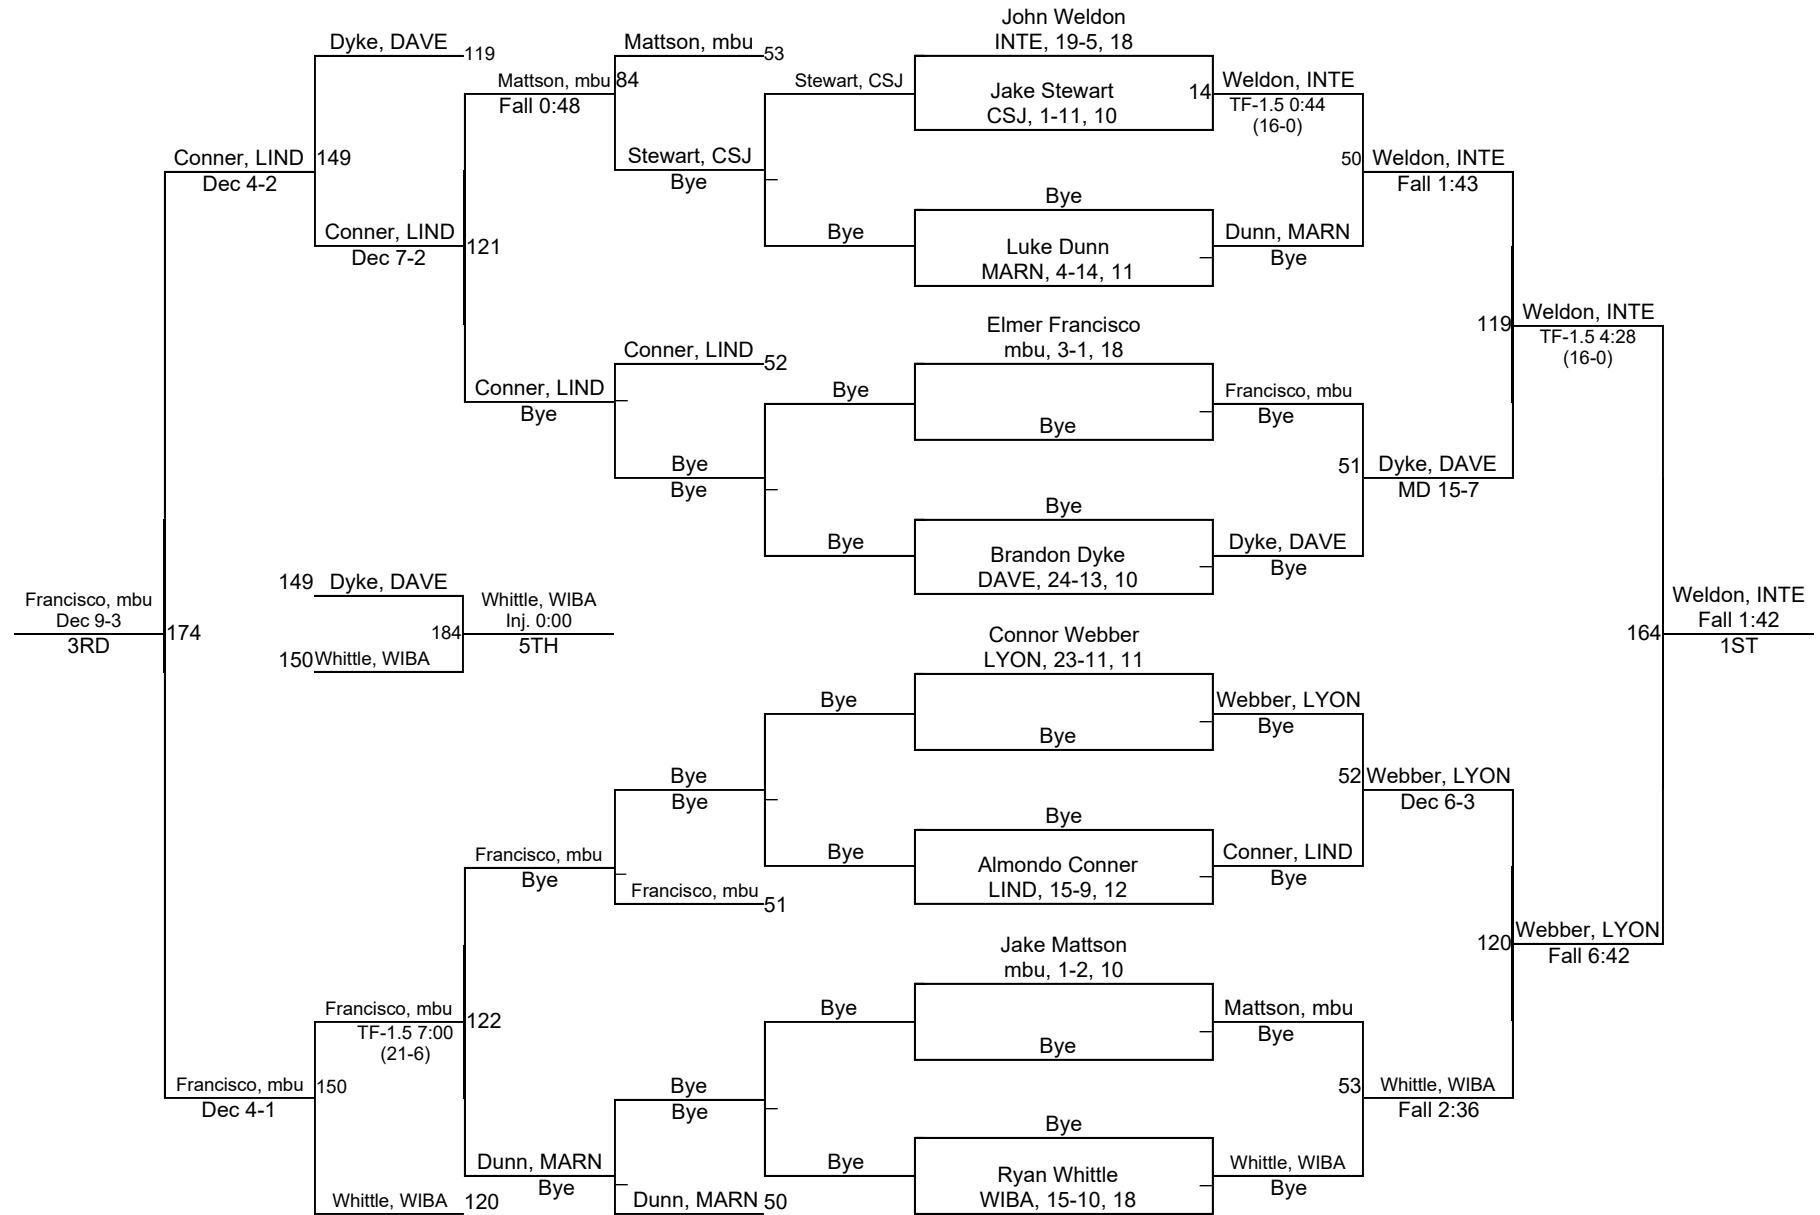 John Weldon
INTE, 19-5, 18
Dyke, DAVE
119
Mattson, mbu
53
Mattson, mbu
84
Fall 0:48
Stewart, CSJ
Jake Stewart
CSJ, 1-11, 10
14
Weldon, INTE
TF-1.5 0:44
(16-0)
Conner, LIND
149
Dec 4-2
Stewart, CSJ
Bye
50
Weldon, INTE
Fall 1:43
Bye
Conner, LIND
121
Dec 7-2
Bye
Luke Dunn
MARN, 4-14, 11
Dunn, MARN
Bye
Elmer Francisco
mbu, 3-1, 18
119
Weldon, INTE
TF-1.5 4:28
(16-0)
Conner, LIND
52
Conner, LIND
Bye
Bye
Bye
Francisco, mbu
Bye
Bye
Bye
51
Dyke, DAVE
MD 15-7
Bye
Bye
Brandon Dyke
DAVE, 24-13, 10
Dyke, DAVE
Bye
149
Dyke, DAVE
Francisco, mbu
Dec 9-3
3RD
174
184
Whittle, WIBA
Inj. 0:00
5TH
150
Whittle, WIBA
Connor Webber
LYON, 23-11, 11
164
Weldon, INTE
Fall 1:42
1ST
Bye
Bye
Webber, LYON
Bye
Bye
Bye
52
Webber, LYON
Dec 6-3
Bye
Francisco, mbu
Bye
Francisco, mbu
51
Bye
Almondo Conner
LIND, 15-9, 12
Conner, LIND
Bye
Jake Mattson
mbu, 1-2, 10
120
Webber, LYON
Fall 6:42
Francisco, mbu
122
TF-1.5 7:00
(21-6)
Bye
Bye
Mattson, mbu
Bye
Francisco, mbu
150
Dec 4-1
Bye
Bye
53
Whittle, WIBA
Fall 2:36
Bye
Dunn, MARN
Bye
Bye
Ryan Whittle
WIBA, 15-10, 18
Whittle, WIBA
Bye
Whittle, WIBA
120
Dunn, MARN
50